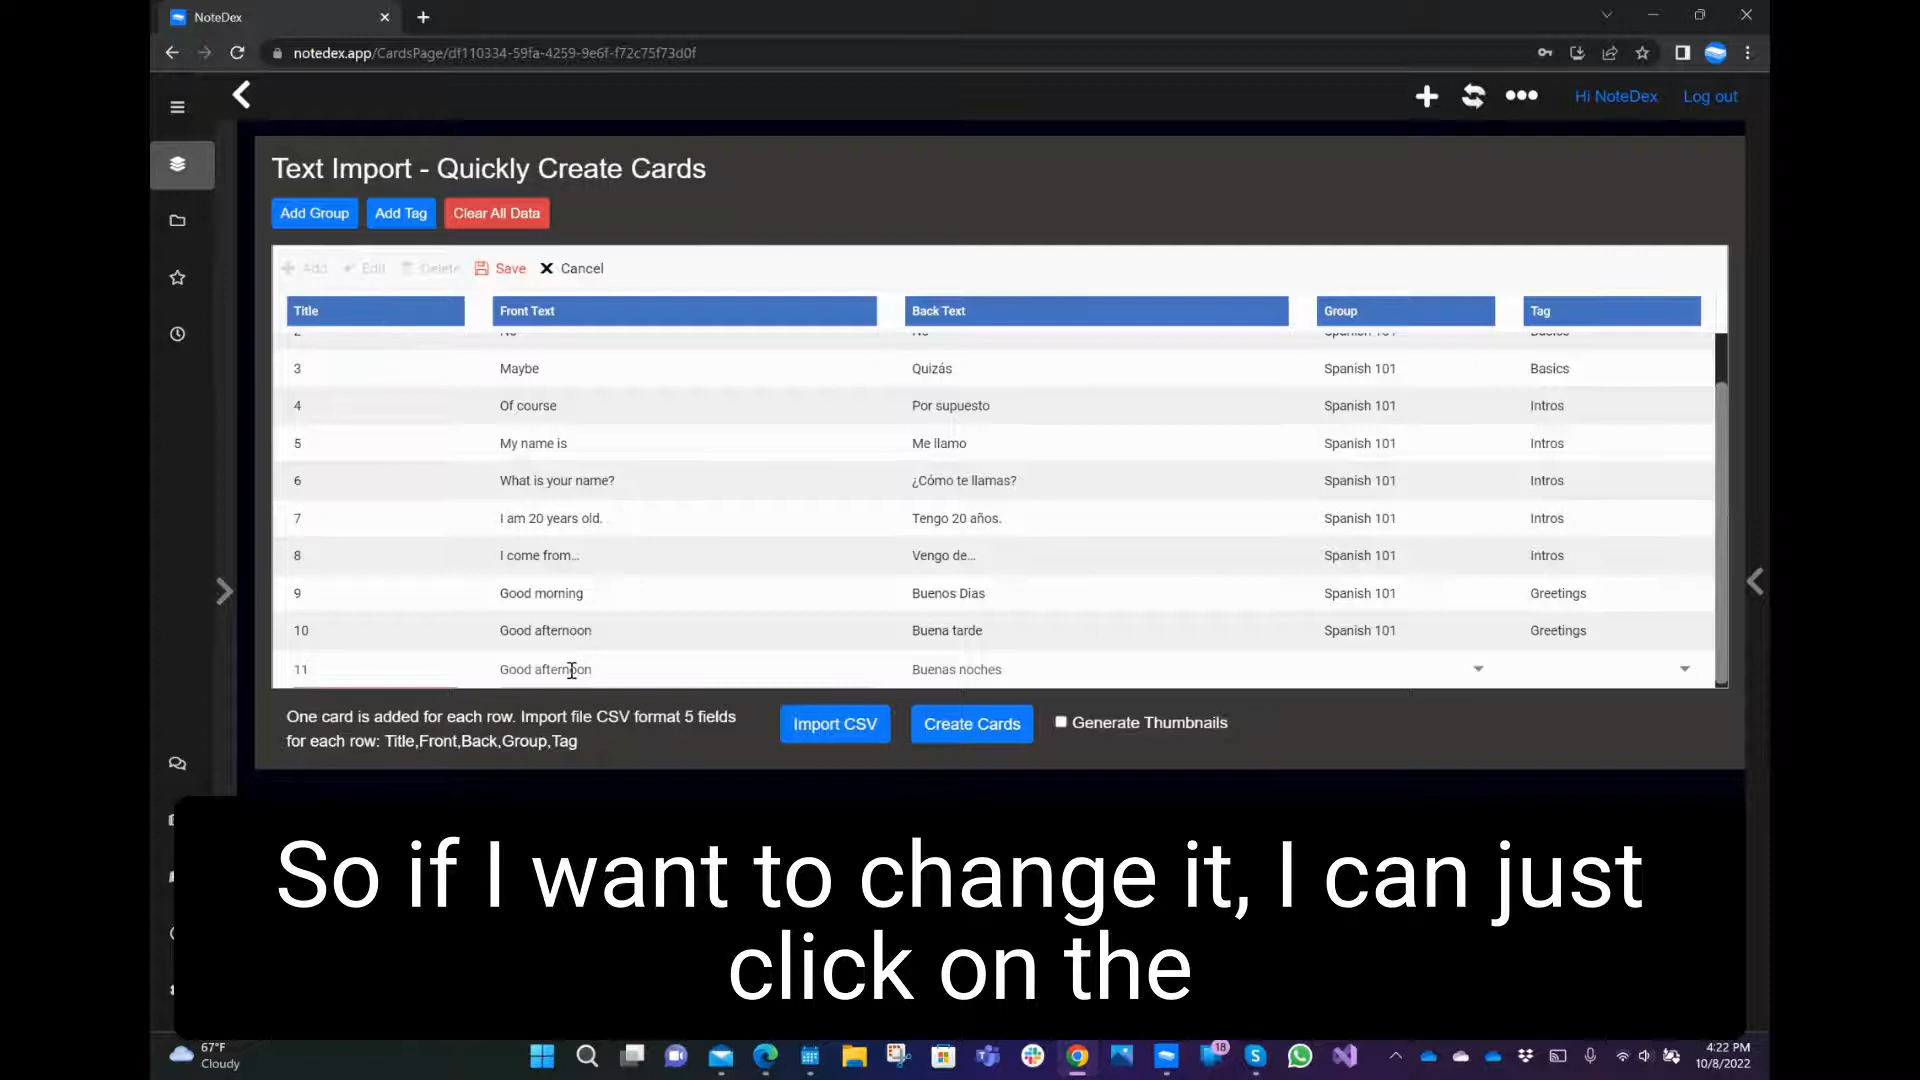 NoteDex
notedex.app/CardsPage/df110334-59fa-4259-9e6f-f72c75f73d0f
Hi NoteDex Log out
Text Import - Quickly Create Cards
Add Group Add Tag Clear All Data
Add Edit Delete Save Cancel
Title Front Text Back Text Group Tag
3 Maybe Quizás Spanish 101 Basics
4 Of course Por supuesto Spanish 101 Intros
5 My name is Me llamo Spanish 101 Intros
6 What is your name? ¿Cómo te llamas? Spanish 101 Intros
7 I am 20 years old. Tengo 20 años. Spanish 101 Intros
8 I come from... Vengo de... Spanish 101 Intros
9 Good morning Buenos Dias Spanish 101 Greetings
10 Good afternoon Buena tarde Spanish 101 Greetings
11 Good afternoon Buenas noches
One card is added for each row. Import file CSV format 5 fields
for each row: Title,Front,Back,Group,Tag
Import CSV Create Cards Generate Thumbnails
So if I want to change it, I can just
click on the
67°F
Cloudy
18
4:22 PM
10/8/2022